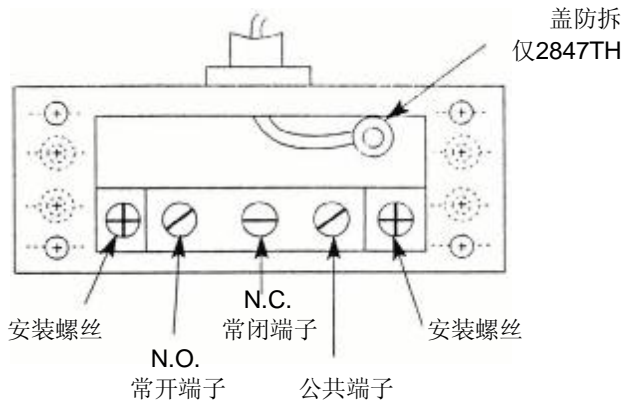 盖防拆
仅2847TH
N.C.
常闭端子
安装螺丝
安装螺丝
N.O.
常开端子
公共端子